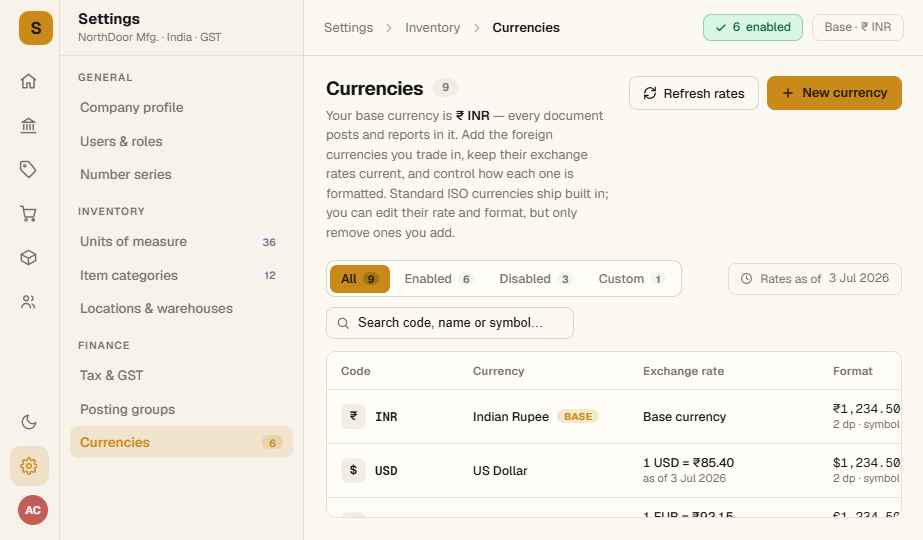 S
Settings
NorthDoor Mfg. · India · GST
GENERAL
Company profile
Users & roles
Number series
INVENTORY
Units of measure 36
Item categories 12
Locations & warehouses
FINANCE
Tax & GST
Posting groups
Currencies 6
AC
Settings > Inventory > Currencies
6 enabled
Base · ₹ INR
Currencies 9
Refresh rates
New currency
Your base currency is ₹ INR — every document
posts and reports in it. Add the foreign
currencies you trade in, keep their exchange
rates current, and control how each one is
formatted. Standard ISO currencies ship built in;
you can edit their rate and format, but only
remove ones you add.
All 9 Enabled 6 Disabled 3 Custom 1
Rates as of 3 Jul 2026
Search code, name or symbol…
Code Currency Exchange rate Format
₹ INR Indian Rupee BASE Base currency ₹1,234.50
2 dp · symbol
$ USD US Dollar 1 USD = ₹85.40 $1,234.50
as of 3 Jul 2026 2 dp · symbol
1 EUR = ₹92.15 €1,234.50